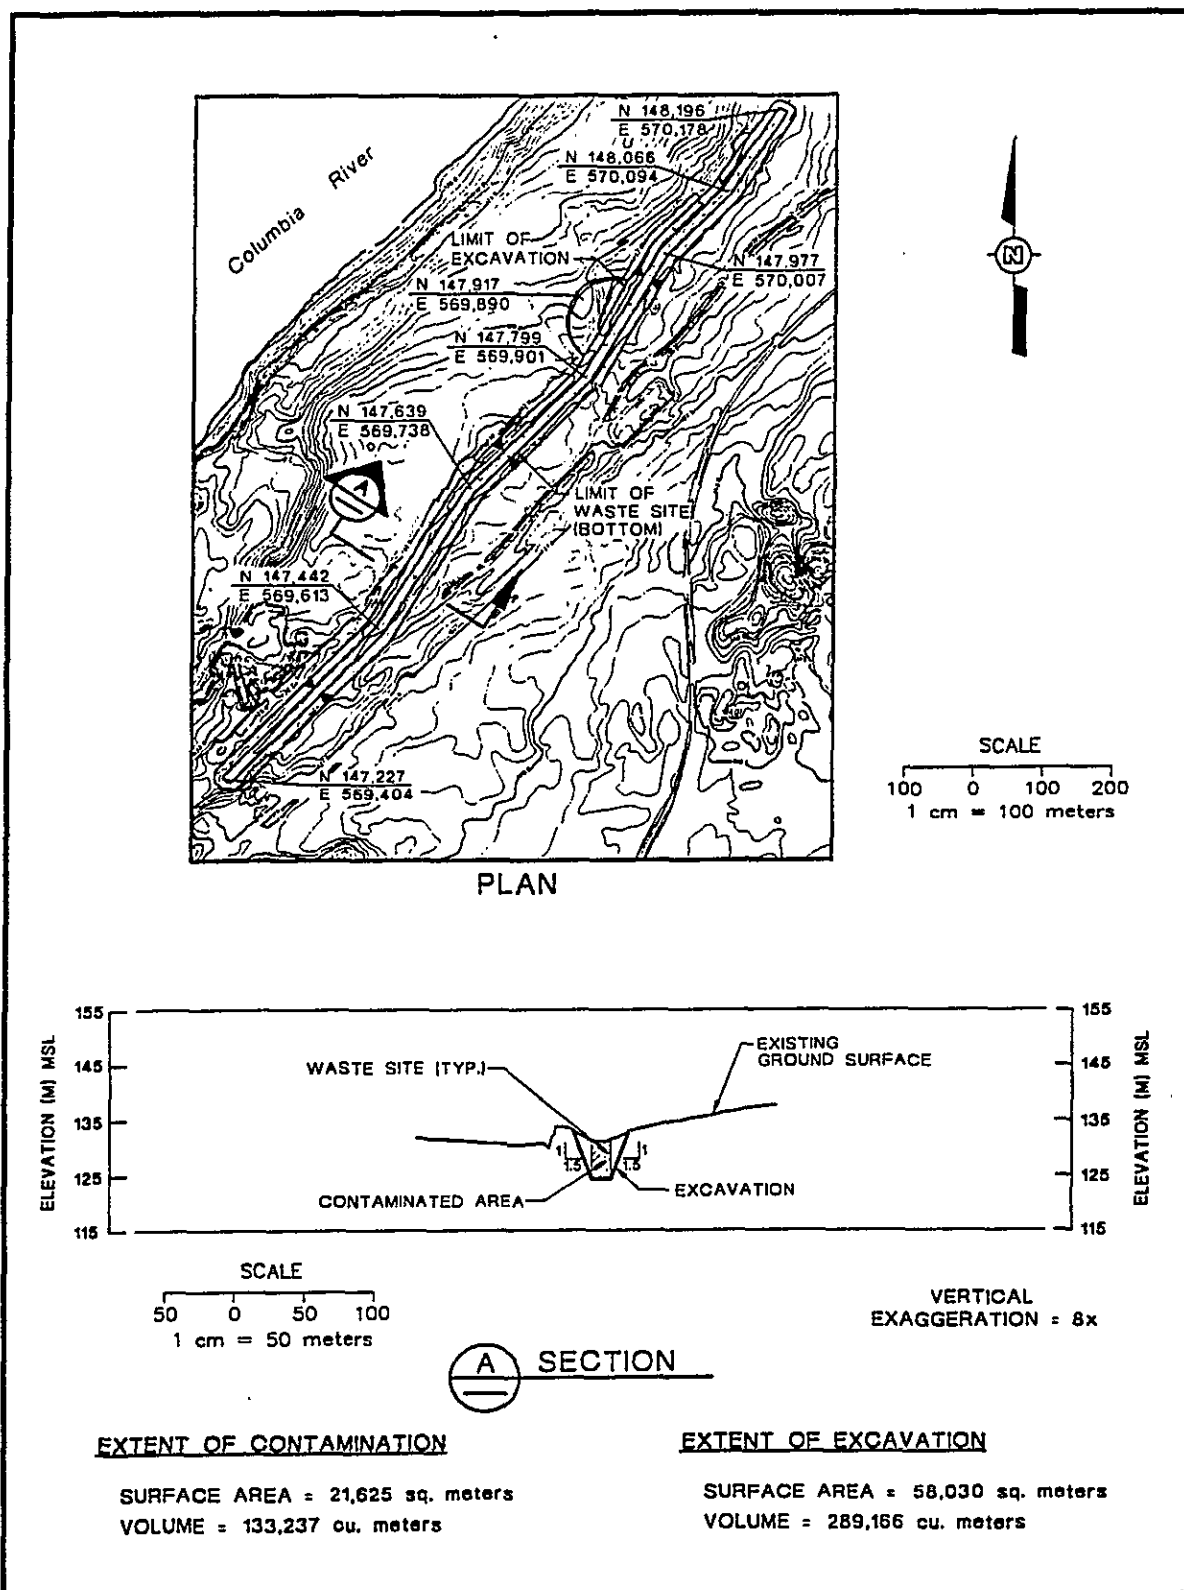 Columbia River
N 148,196
E 570,178
N 148,066
E 570,094
LIMIT OF
EXCAVATION
N 147,977
E 570,007
N 147,917
E 569,890
N 147,799
E 569,901
N 147,639
E 569,738
A
LIMIT OF
WASTE SITE
(BOTTOM)
N 147,442
E 569,613
N 147,227
E 569,404
N
SCALE
100 0 100 200
1 cm = 100 meters
PLAN
ELEVATION (M) MSL
155
145
135
125
115
WASTE SITE (TYP.)
EXISTING
GROUND SURFACE
1
1.5
1.5
1
CONTAMINATED AREA
EXCAVATION
155
145
135
125
115
ELEVATION (M) MSL
SCALE
50 0 50 100
1 cm = 50 meters
VERTICAL
EXAGGERATION = 8x
A SECTION
EXTENT OF CONTAMINATION
SURFACE AREA = 21,625 sq. meters
VOLUME = 133,237 cu. meters
EXTENT OF EXCAVATION
SURFACE AREA = 58,030 sq. meters
VOLUME = 289,166 cu. meters